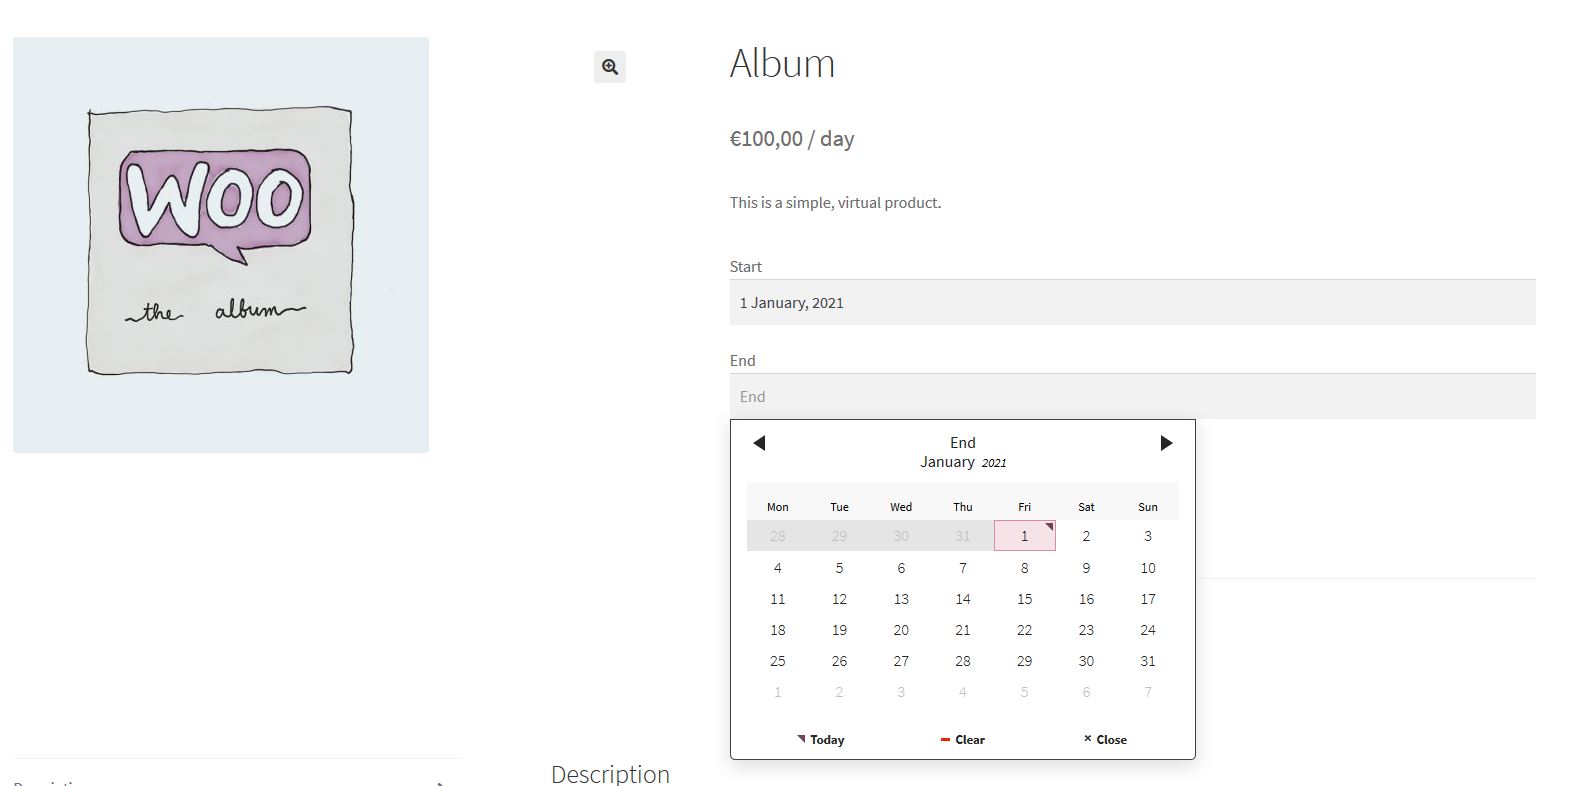 WOO
the album
Album
€100,00 / day
This is a simple, virtual product.
Start
1 January, 2021
End
End
End
January 2021
Mon Tue Wed Thu Fri Sat Sun
28 29 30 31 1 2 3
4 5 6 7 8 9 10
11 12 13 14 15 16 17
18 19 20 21 22 23 24
25 26 27 28 29 30 31
1 2 3 4 5 6 7
Today Clear × Close
Description